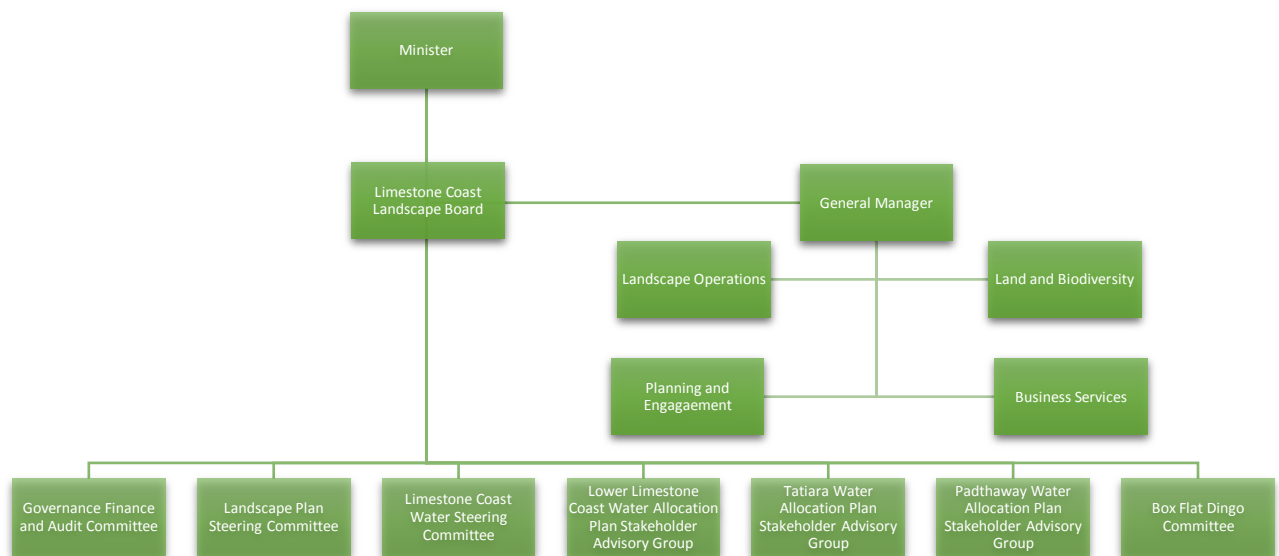 Minister
Limestone Coast
Landscape Board
General Manager
Landscape Operations
Land and Biodiversity
Planning and
Engagaement
Business Services
Governance Finance
and Audit Committee
Landscape Plan
Steering Committee
Limestone Coast
Water Steering
Committee
Lower Limestone
Coast Water Allocation
Plan Stakeholder
Advisory Group
Tatiara Water
Allocation Plan
Stakeholder Advisory
Group
Padthaway Water
Allocation Plan
Stakeholder Advisory
Group
Box Flat Dingo
Committee